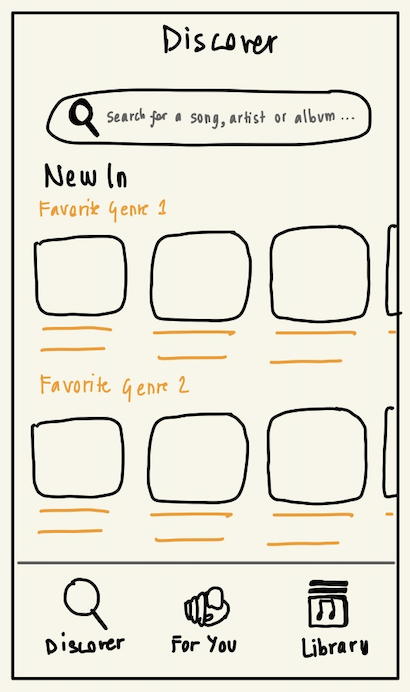 Discover
Search for a song, artist or album ...
New In
Favorite Genre 1
Favorite Genre 2
Discover
For You
Library